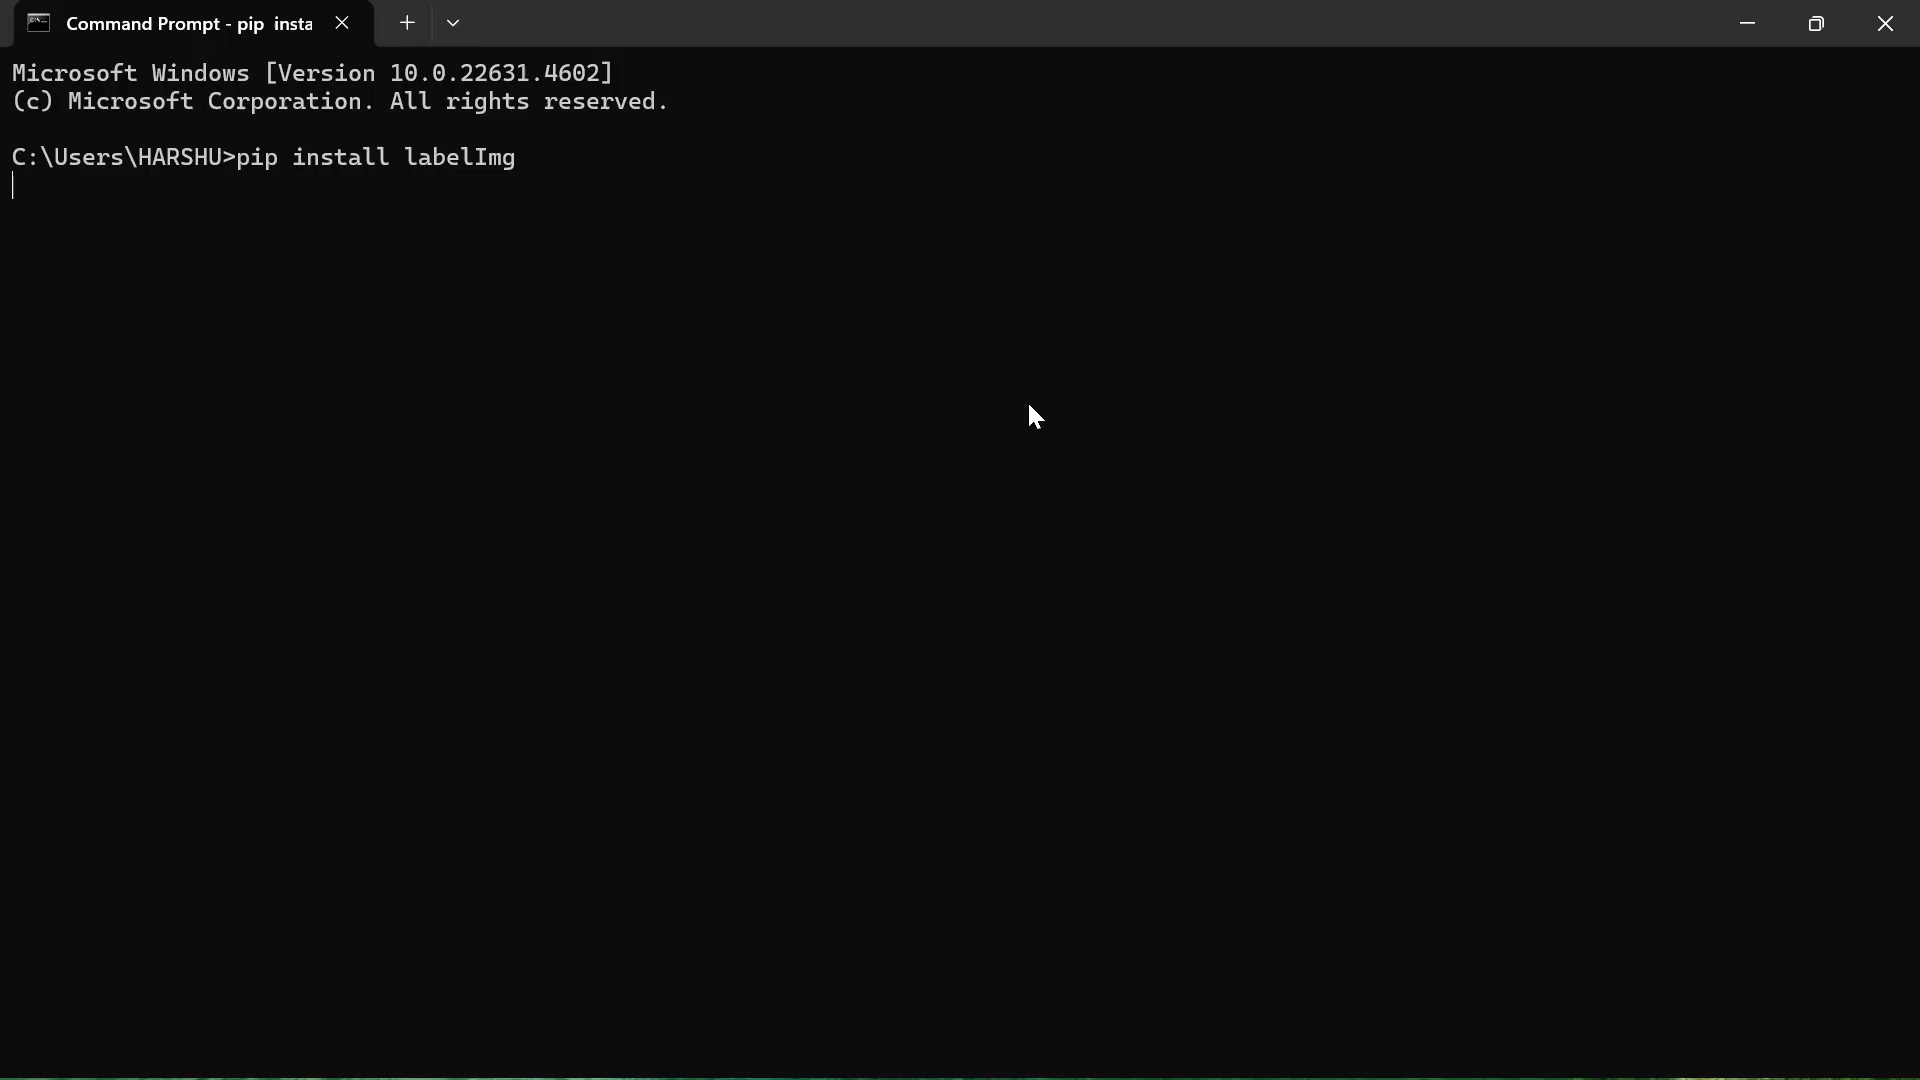 Command Prompt - pip insta
Microsoft Windows [Version 10.0.22631.4602]
(c) Microsoft Corporation. All rights reserved.
C:\Users\HARSHU>pip install labelImg